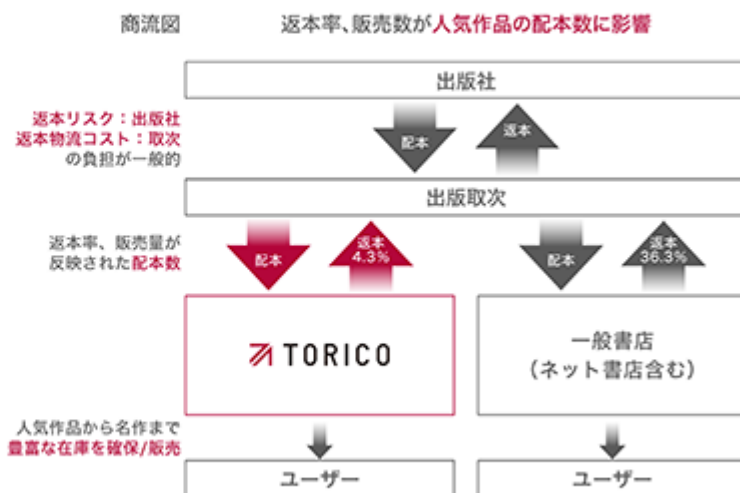 商流図
返本率、販売数が人気作品の配本数に影響
出版社
返本リスク：出版社
返本物流コスト：取次
の負担が一般的
配本
返本
出版取次
返本率、販売量が
反映された配本数
配本
返本
4.3%
配本
返本
36.3%
TORICO
一般書店
（ネット書店含む）
人気作品から名作まで
豊富な在庫を確保/販売
ユーザー
ユーザー